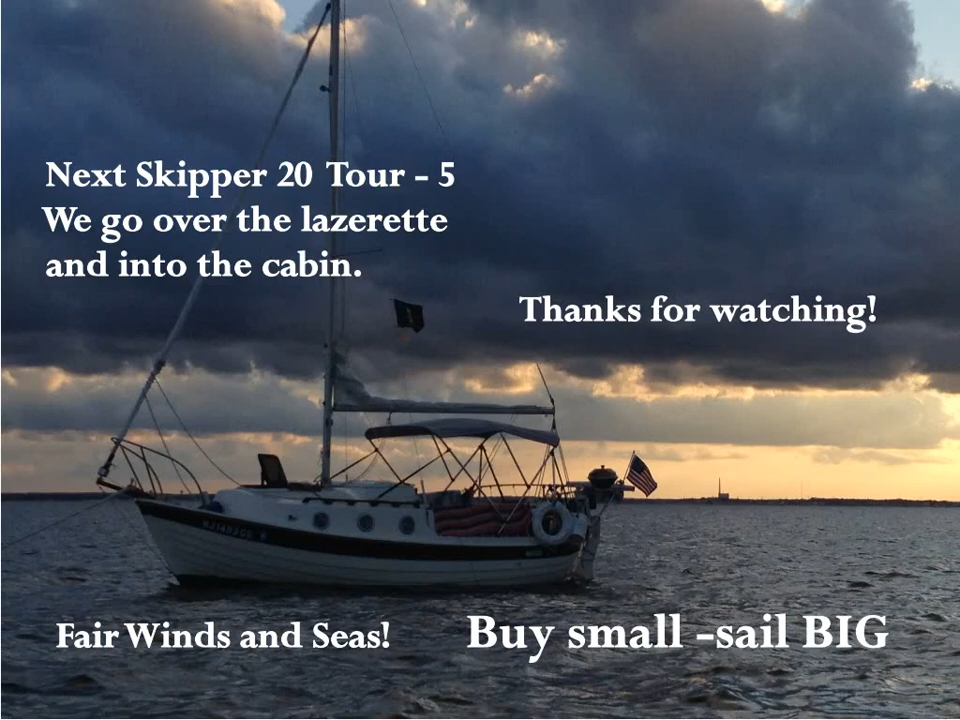 Next Skipper 20 Tour - 5
We go over the lazerette
and into the cabin.
Thanks for watching!
Fair Winds and Seas!
Buy small -sail BIG